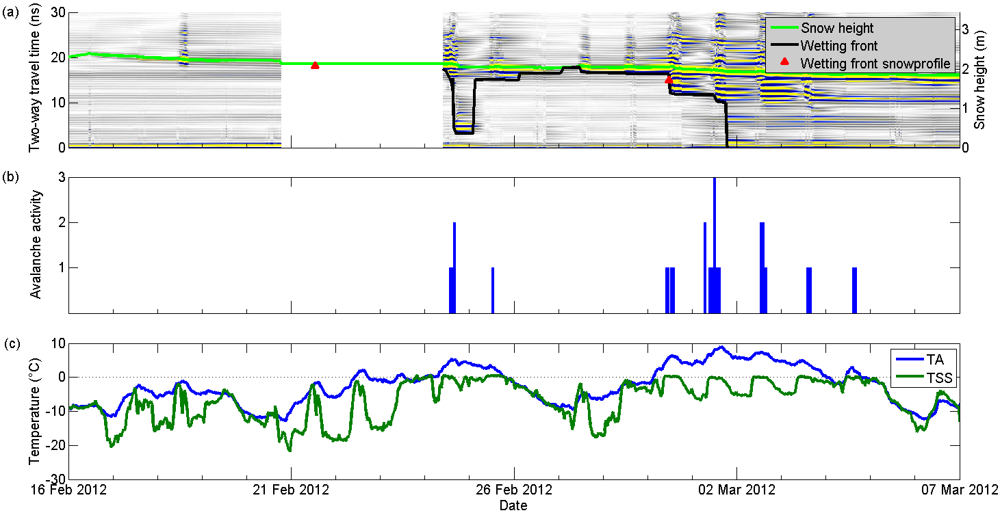 (a)
Two-way travel time (ns)
30
20
10
0
Snow height
Wetting front
Wetting front snowprofile
3
2
1
0
Snow height (m)
(b)
Avalanche activity
3
2
1
(c)
Temperature (°C)
10
0
-10
-20
-30
TA
TSS
16 Feb 2012 21 Feb 2012 26 Feb 2012 02 Mar 2012 07 Mar 2012
Date